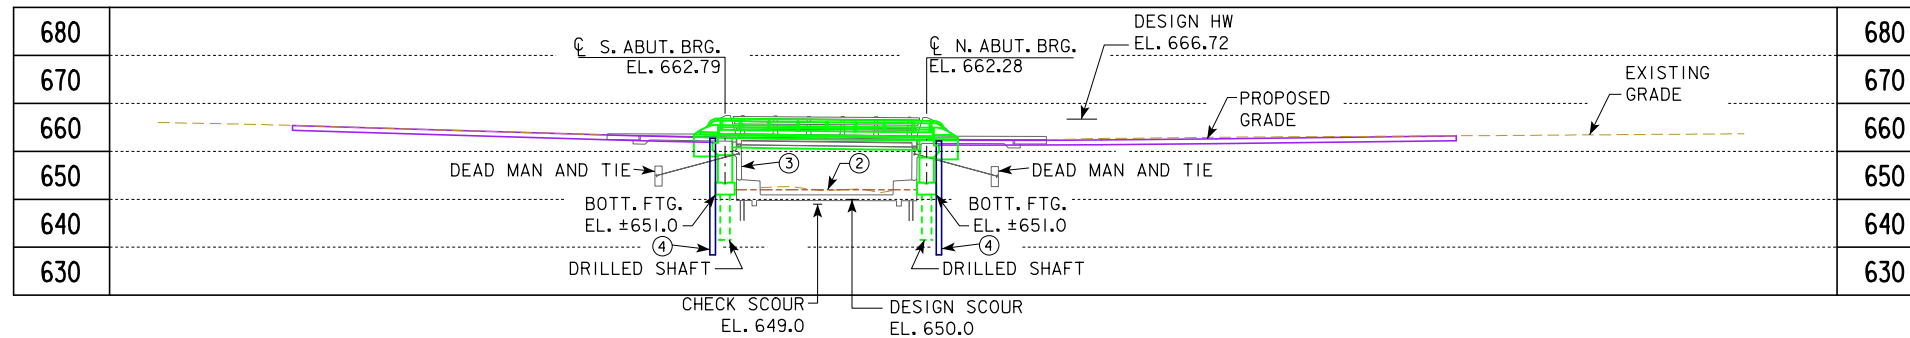 680
670
660
650
640
630
℄ S. ABUT. BRG.
EL. 662.79
℄ N. ABUT. BRG.
EL. 662.28
DESIGN HW
EL. 666.72
PROPOSED
GRADE
EXISTING
GRADE
DEAD MAN AND TIE
③
②
DEAD MAN AND TIE
BOTT. FTG.
EL. ±651.0
BOTT. FTG.
EL. ±651.0
④
④
DRILLED SHAFT
DRILLED SHAFT
CHECK SCOUR
EL. 649.0
DESIGN SCOUR
EL. 650.0
680
670
660
650
640
630